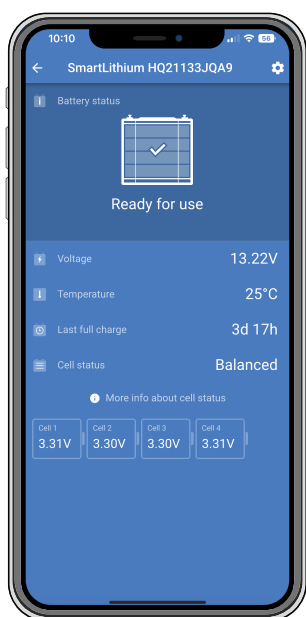 10:10
56
SmartLithium HQ21133JQA9
Battery status
Ready for use
Voltage 13.22V
Temperature 25°C
Last full charge 3d 17h
Cell status Balanced
More info about cell status
Cell 1 Cell 2 Cell 3 Cell 4
3.31V 3.30V 3.30V 3.31V